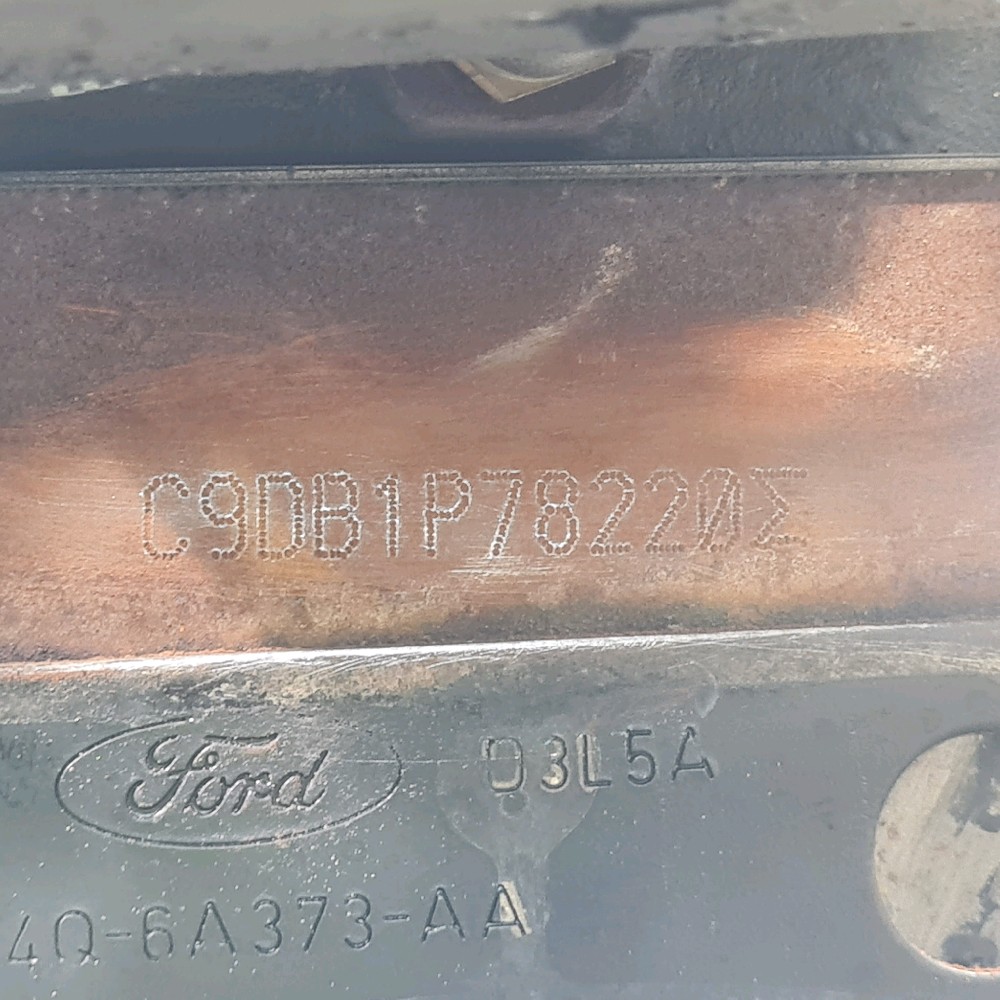 C9DB1P78220Σ
Ford 03L5A
4Q-6A373-AA